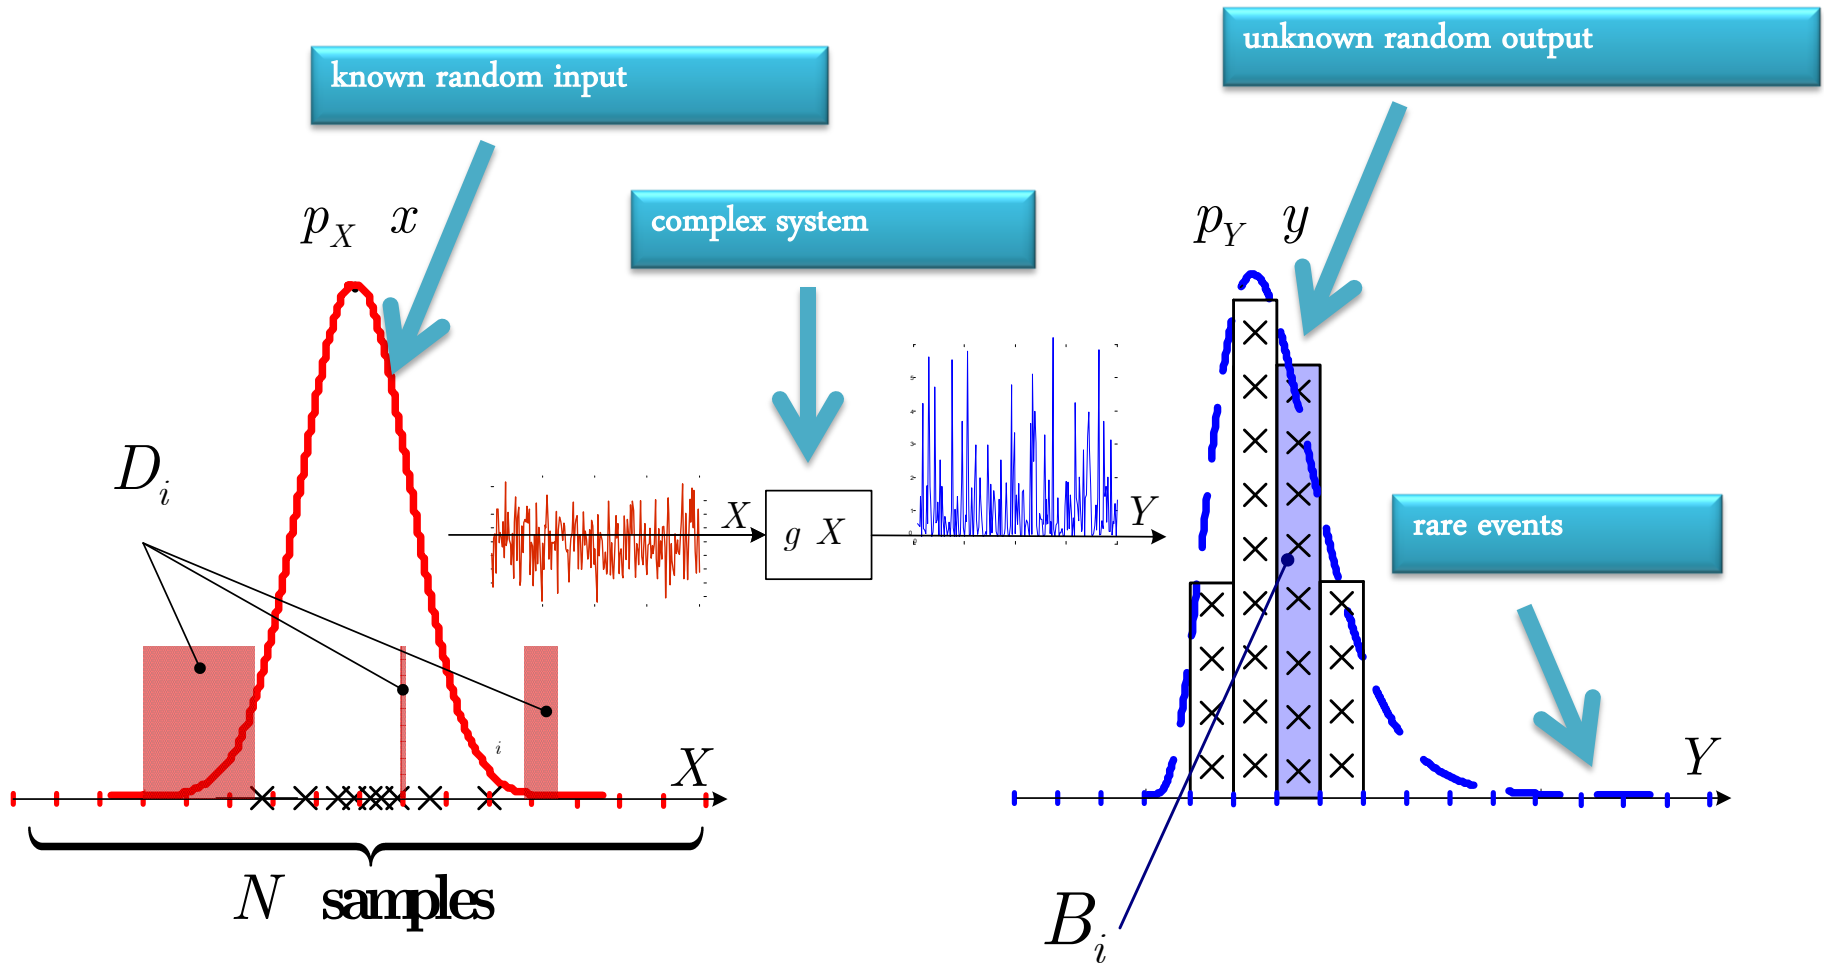 unknown random output
known random input
complex system
p_X x
p_Y y
D_i
X
g X
Y
rare events
i
X
Y
N samples
B_i